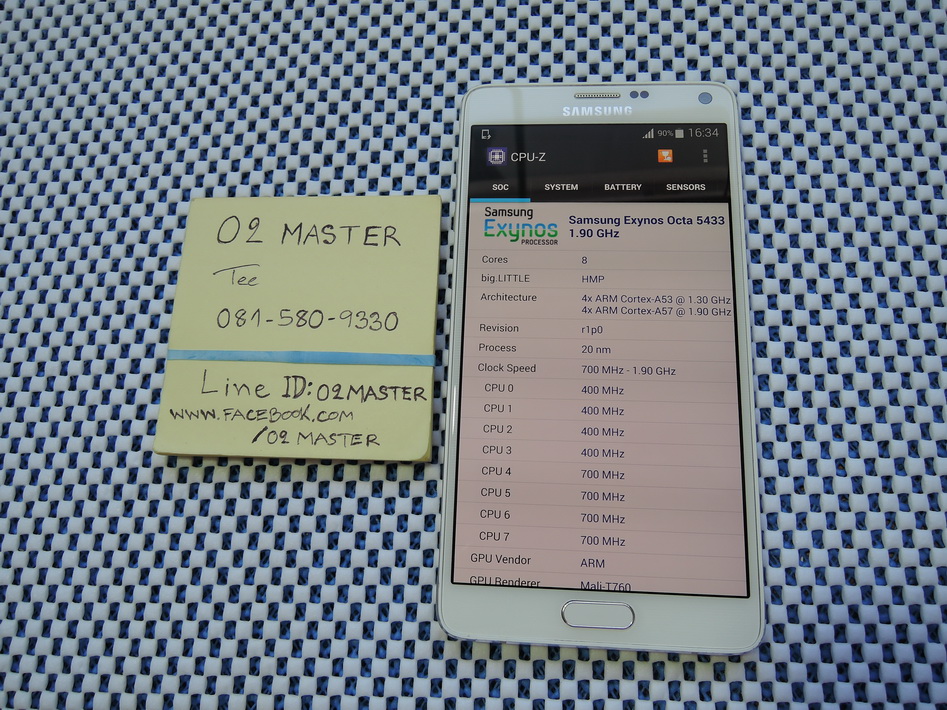 O2 MASTER
Tee
081-580-9330
Line ID: O2MASTER
WWW.FACEBOOK.COM
/O2 MASTER
SAMSUNG
90% 16:34
CPU-Z
SOC SYSTEM BATTERY SENSORS
Samsung
Exynos
PROCESSOR
Samsung Exynos Octa 5433
1.90 GHz
Cores 8
big.LITTLE HMP
Architecture 4x ARM Cortex-A53 @ 1.30 GHz
4x ARM Cortex-A57 @ 1.90 GHz
Revision r1p0
Process 20 nm
Clock Speed 700 MHz - 1.90 GHz
CPU 0 400 MHz
CPU 1 400 MHz
CPU 2 400 MHz
CPU 3 400 MHz
CPU 4 700 MHz
CPU 5 700 MHz
CPU 6 700 MHz
CPU 7 700 MHz
GPU Vendor ARM
GPU Renderer Mali-T760